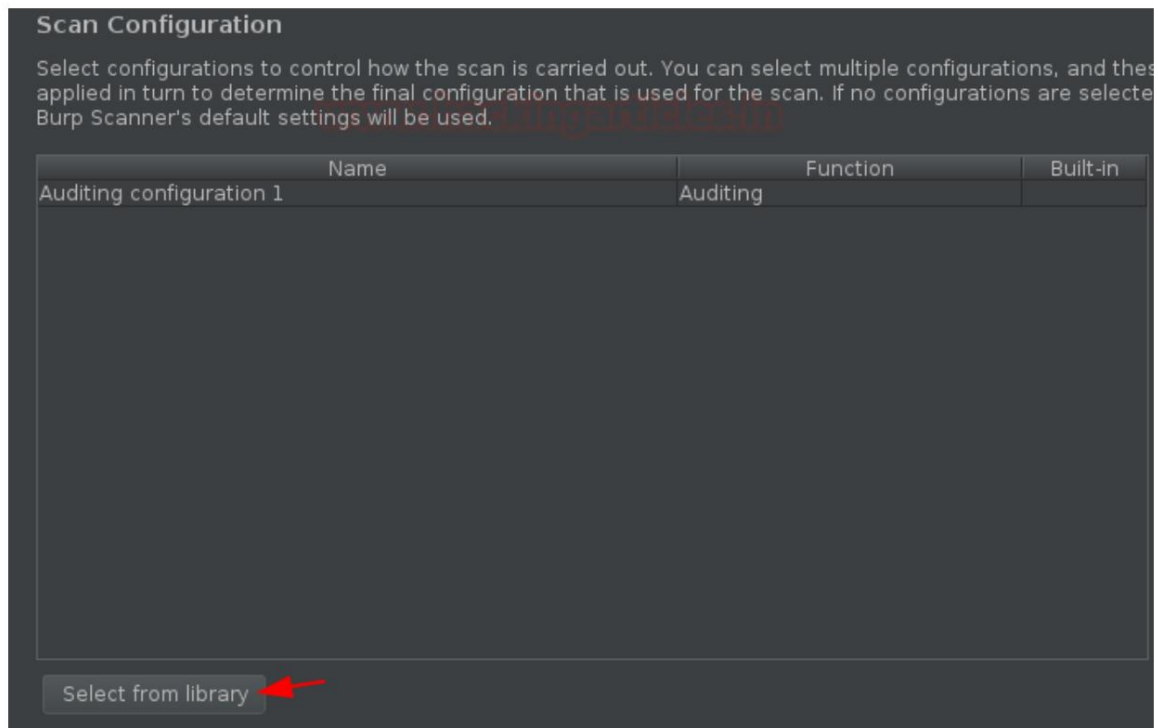 Scan Configuration
Select configurations to control how the scan is carried out. You can select multiple configurations, and thes
applied in turn to determine the final configuration that is used for the scan. If no configurations are selecte
Burp Scanner's default settings will be used.
Name Function Built-in
Auditing configuration 1 Auditing
Select from library